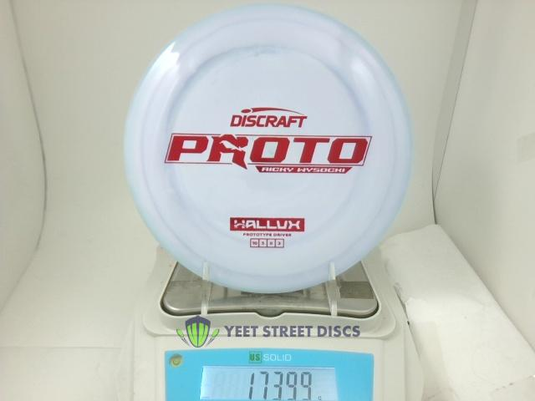 DISCRAFT
PROTO
RICKY WYSOCKI
HALLUX
PROTOTYPE DRIVER
YEET STREET DISCS
US SOLID
173.99